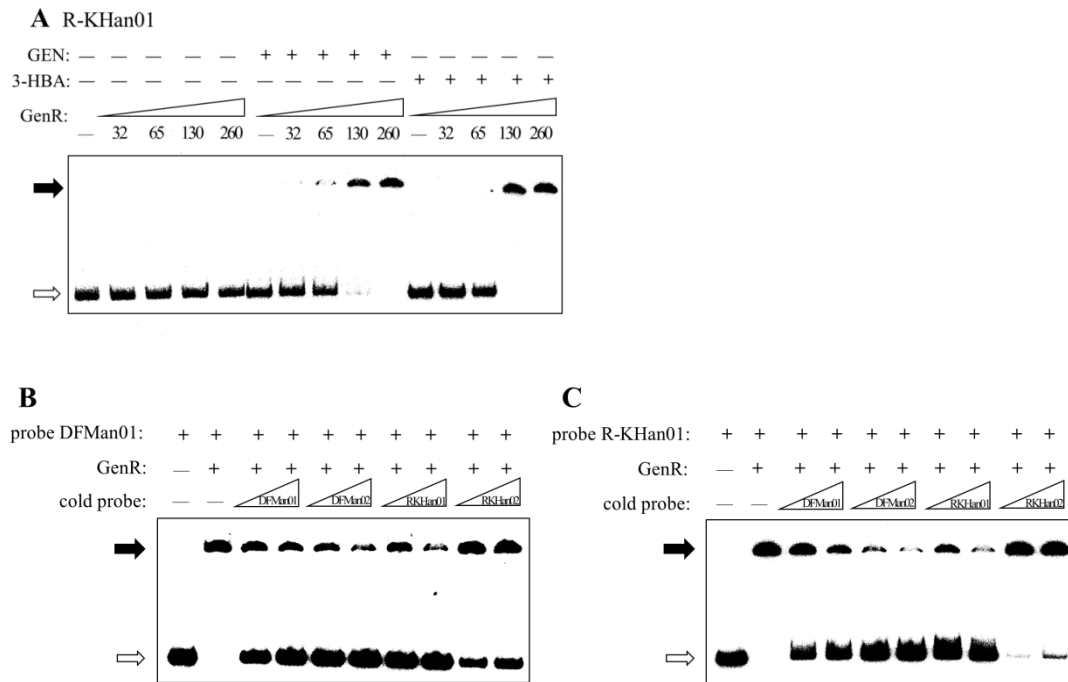 A R-KHan01
GEN: — — — — — + + + + + — — — — —
3-HBA: — — — — — — — — — — + + + + +
GenR:
— 32 65 130 260 — 32 65 130 260 — 32 65 130 260
B
probe DFMan01: + + + + + + + + + +
GenR: — + + + + + + + + +
cold probe: — — DFMan01 DFMan02 RKHan01 RKHan02
C
probe R-KHan01: + + + + + + + + + +
GenR: — + + + + + + + + +
cold probe: — — DFMan01 DFMan02 RKHan01 RKHan02